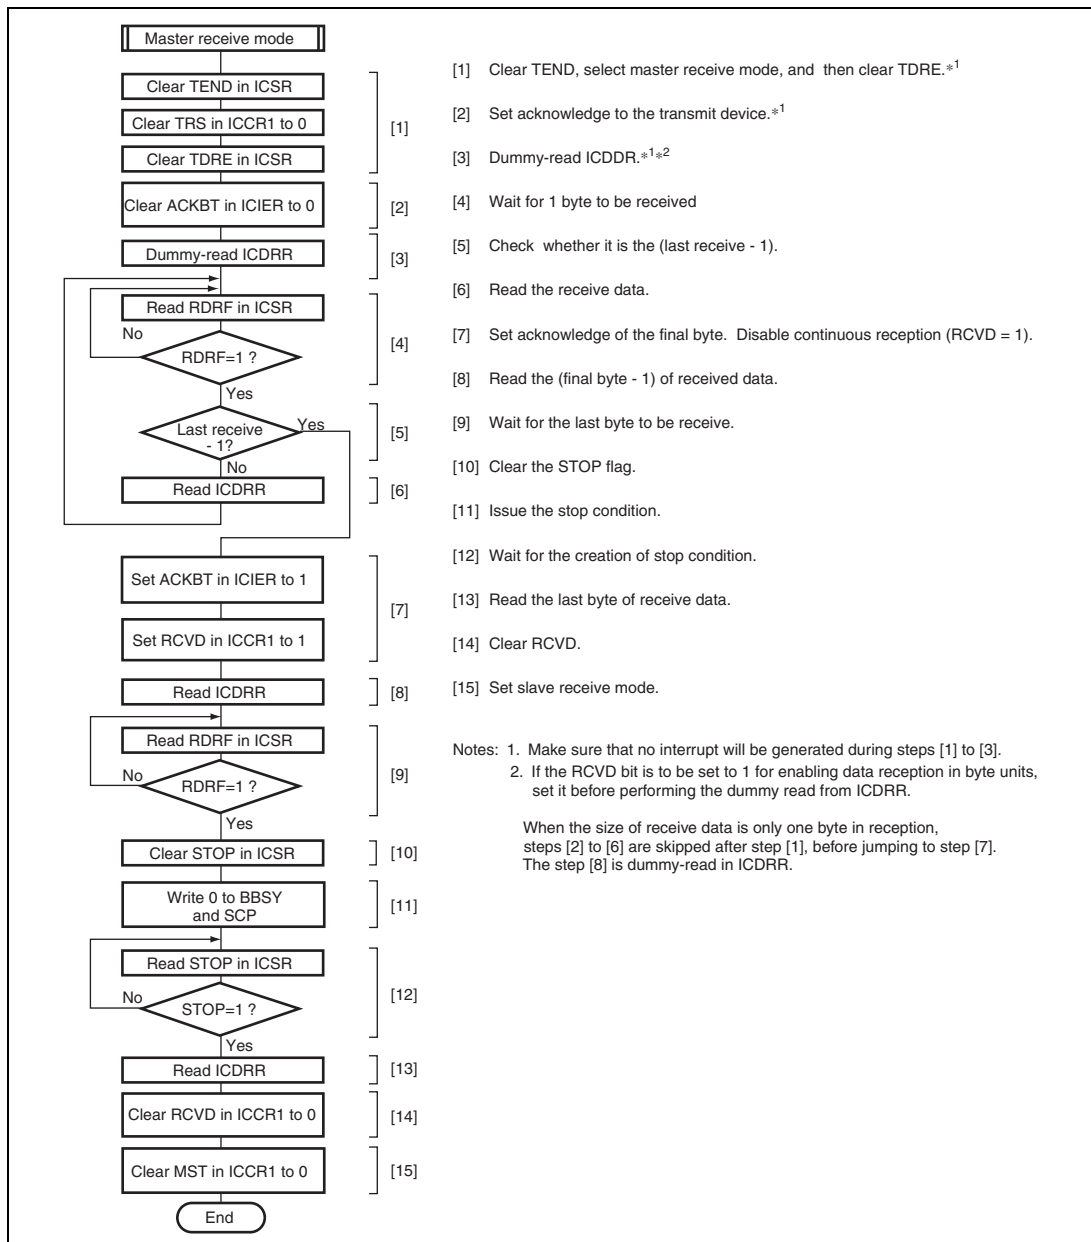 Master receive mode
Clear TEND in ICSR
Clear TRS in ICCR1 to 0
Clear TDRE in ICSR
[1]
Clear ACKBT in ICIER to 0
[2]
Dummy-read ICDRR
[3]
Read RDRF in ICSR
No
RDRF=1 ?
[4]
Yes
Last receive
- 1?
Yes
[5]
No
Read ICDRR
[6]
Set ACKBT in ICIER to 1
[7]
Set RCVD in ICCR1 to 1
Read ICDRR
[8]
Read RDRF in ICSR
No
RDRF=1 ?
[9]
Yes
Clear STOP in ICSR
[10]
Write 0 to BBSY
and SCP
[11]
Read STOP in ICSR
No
STOP=1 ?
[12]
Yes
Read ICDRR
[13]
Clear RCVD in ICCR1 to 0
[14]
Clear MST in ICCR1 to 0
[15]
End
[1] Clear TEND, select master receive mode, and then clear TDRE.*1
[2] Set acknowledge to the transmit device.*1
[3] Dummy-read ICDDR.*1*2
[4] Wait for 1 byte to be received
[5] Check whether it is the (last receive - 1).
[6] Read the receive data.
[7] Set acknowledge of the final byte. Disable continuous reception (RCVD = 1).
[8] Read the (final byte - 1) of received data.
[9] Wait for the last byte to be receive.
[10] Clear the STOP flag.
[11] Issue the stop condition.
[12] Wait for the creation of stop condition.
[13] Read the last byte of receive data.
[14] Clear RCVD.
[15] Set slave receive mode.
Notes: 1. Make sure that no interrupt will be generated during steps [1] to [3].
2. If the RCVD bit is to be set to 1 for enabling data reception in byte units,
set it before performing the dummy read from ICDRR.
When the size of receive data is only one byte in reception,
steps [2] to [6] are skipped after step [1], before jumping to step [7].
The step [8] is dummy-read in ICDRR.